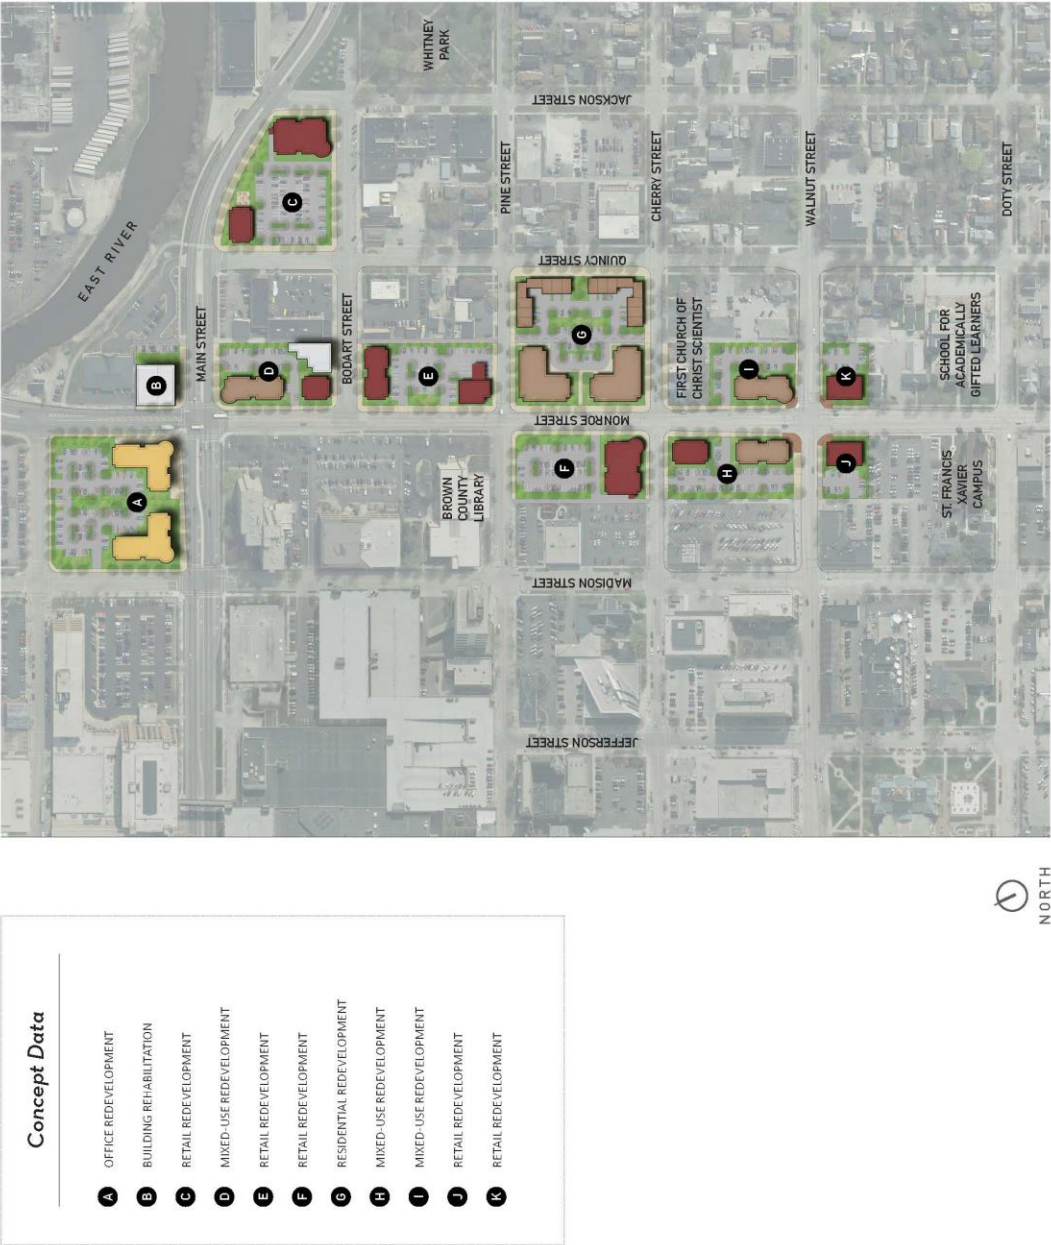 Concept Data
A OFFICE REDEVELOPMENT
B BUILDING REHABILITATION
C RETAIL REDEVELOPMENT
D MIXED-USE REDEVELOPMENT
E RETAIL REDEVELOPMENT
F RETAIL REDEVELOPMENT
G RESIDENTIAL REDEVELOPMENT
H MIXED-USE REDEVELOPMENT
I MIXED-USE REDEVELOPMENT
J RETAIL REDEVELOPMENT
K RETAIL REDEVELOPMENT
NORTH
EAST RIVER
WHITNEY
PARK
MAIN STREET
BODART STREET
PINE STREET
CHERRY STREET
WALNUT STREET
DOTY STREET
JEFFERSON STREET
MADISON STREET
MONROE STREET
QUINCY STREET
JACKSON STREET
BROWN
COUNTY
LIBRARY
FIRST CHURCH OF
CHRIST SCIENTIST
SCHOOL FOR
ACADEMICALLY
GIFTED LEARNERS
ST. FRANCIS
XAVIER
CAMPUS
A
B
C
D
E
F
G
H
I
J
K